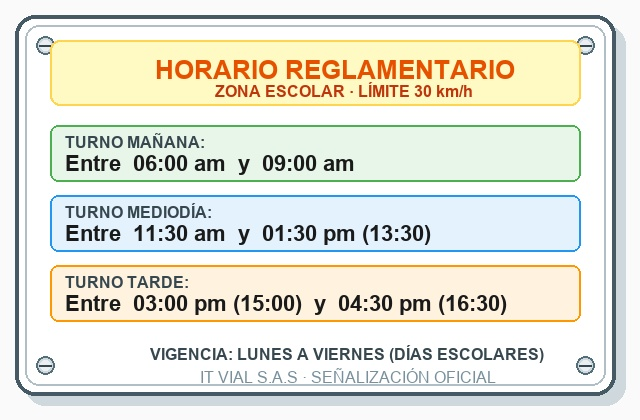 HORARIO REGLAMENTARIO
ZONA ESCOLAR · LÍMITE 30 km/h
TURNO MAÑANA:
Entre 06:00 am y 09:00 am
TURNO MEDIODÍA:
Entre 11:30 am y 01:30 pm (13:30)
TURNO TARDE:
Entre 03:00 pm (15:00) y 04:30 pm (16:30)
VIGENCIA: LUNES A VIERNES (DÍAS ESCOLARES)
IT VIAL S.A.S · SEÑALIZACIÓN OFICIAL